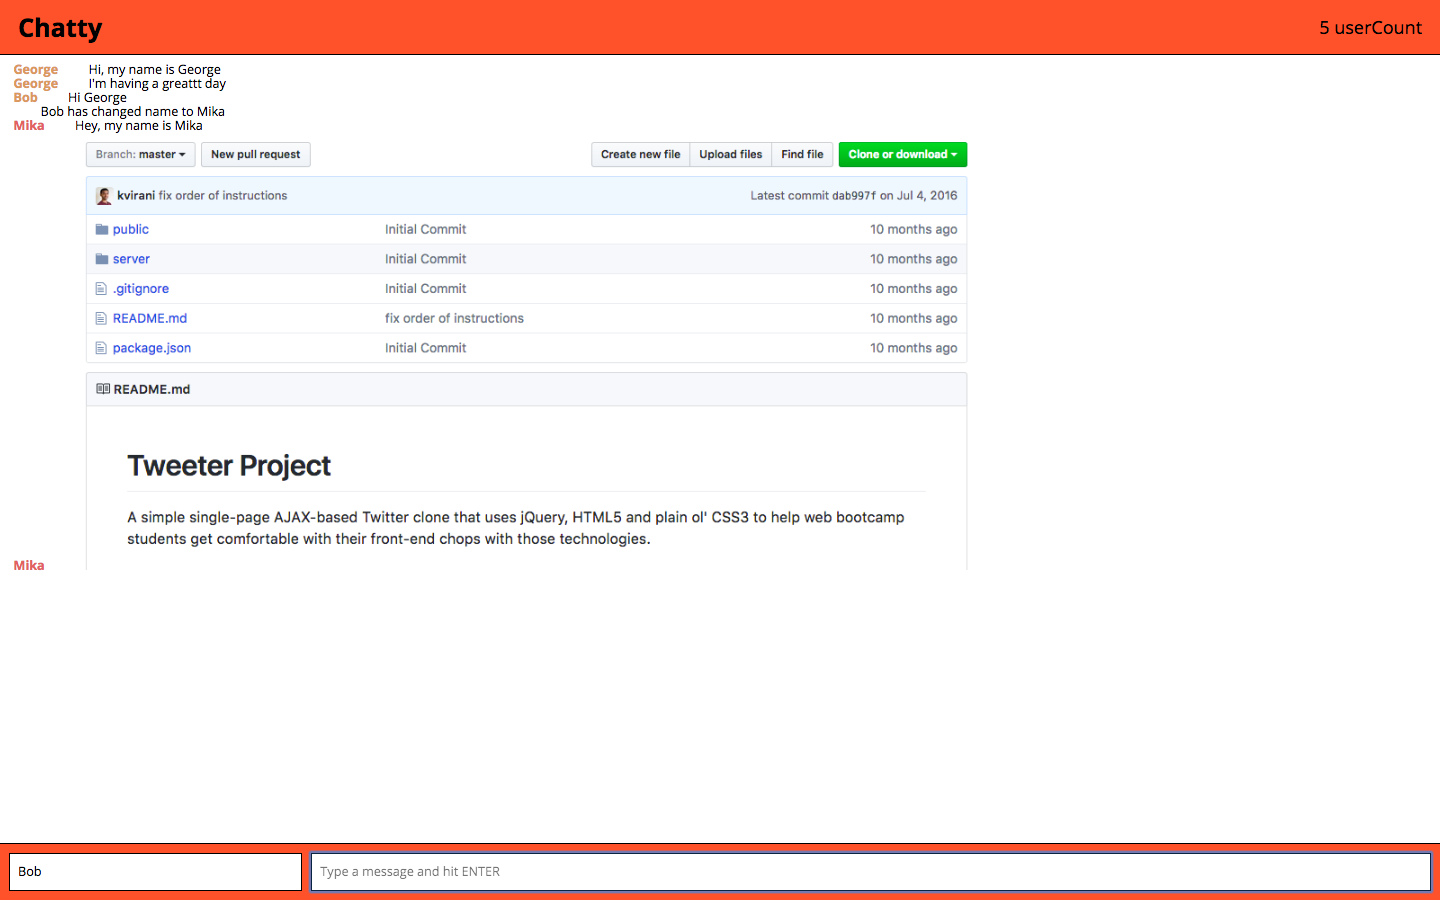 Chatty 5 userCount
George Hi, my name is George
George I'm having a greattt day
Bob Hi George
Bob has changed name to Mika
Mika Hey, my name is Mika
Branch: master New pull request Create new file Upload files Find file Clone or download
kvirani fix order of instructions Latest commit dab997f on Jul 4, 2016
public Initial Commit 10 months ago
server Initial Commit 10 months ago
.gitignore Initial Commit 10 months ago
README.md fix order of instructions 10 months ago
package.json Initial Commit 10 months ago
README.md
Tweeter Project
A simple single-page AJAX-based Twitter clone that uses jQuery, HTML5 and plain ol' CSS3 to help web bootcamp
students get comfortable with their front-end chops with those technologies.
Mika
Bob Type a message and hit ENTER